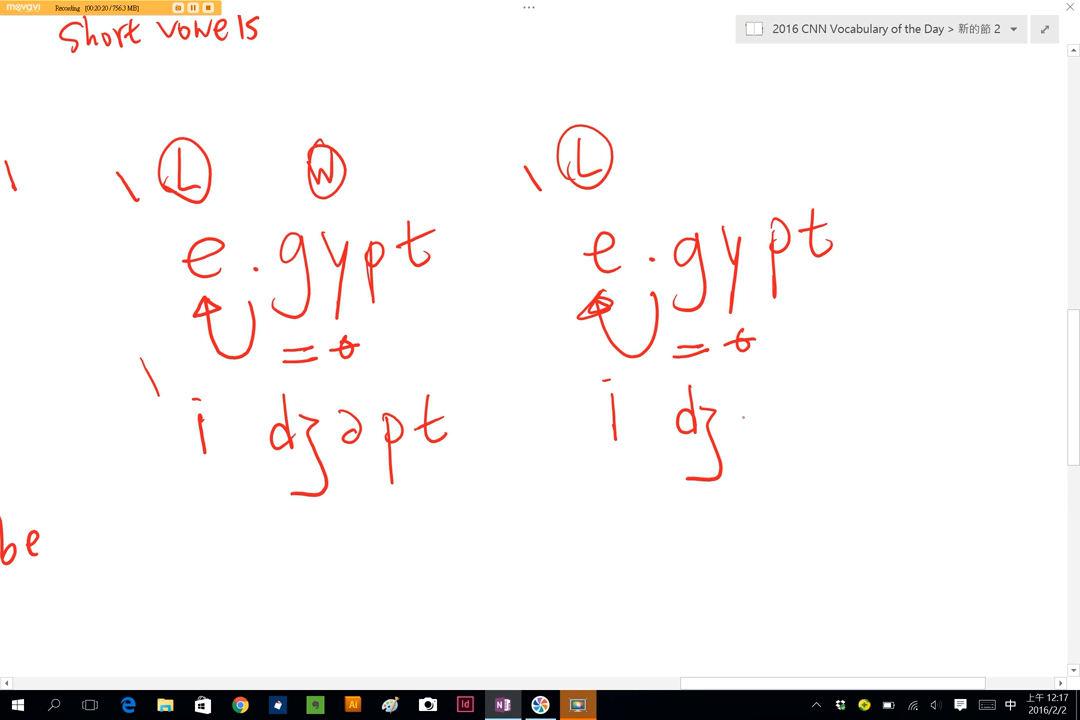 movavi Recording (00:20:20 / 756.3 MB)
short vowels
2016 CNN Vocabulary of the Day > 新的節 2
\ \ L W \ L
e.gypt e.gypt
= =
\ i dʒəpt i dʒ
be
中
上午 12:17
2016/2/2